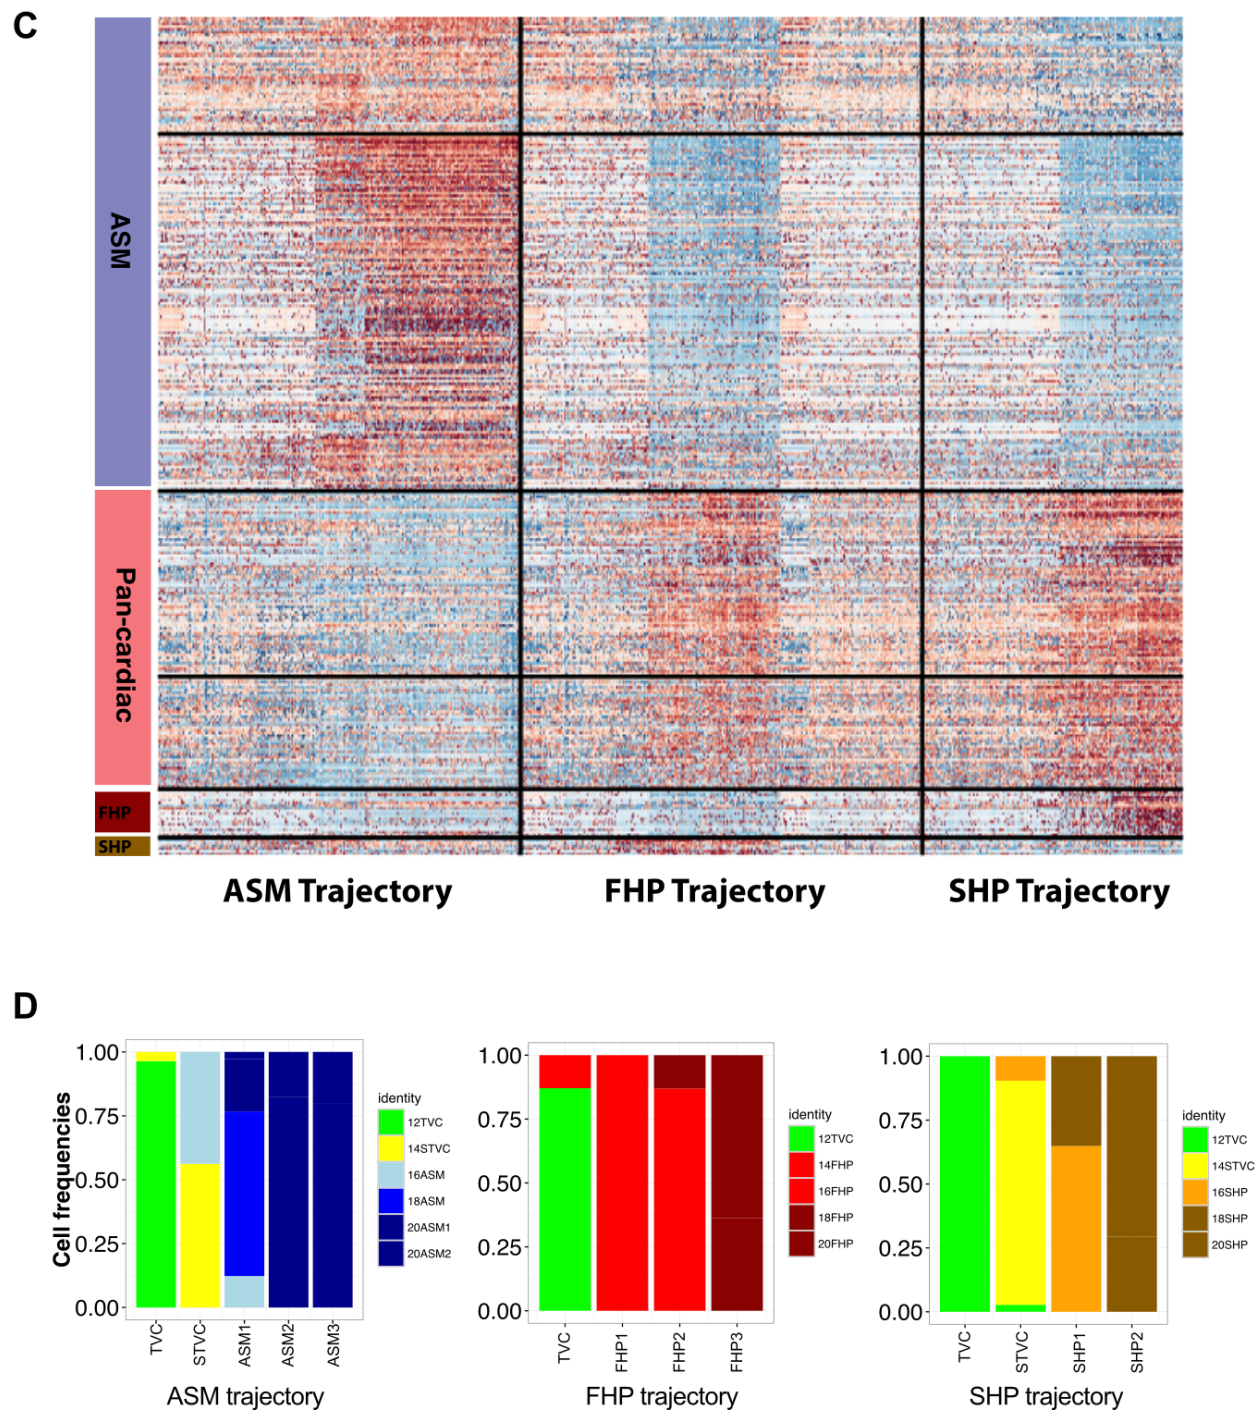 C
ASM
Pan-cardiac
FHP
SHP
ASM Trajectory
FHP Trajectory
SHP Trajectory
D
Cell frequencies
1.00
0.75
0.50
0.25
0.00
TVC
STVC
ASM1
ASM2
ASM3
ASM trajectory
identity
12TVC
14STVC
16ASM
18ASM
20ASM1
20ASM2
1.00
0.75
0.50
0.25
0.00
TVC
FHP1
FHP2
FHP3
FHP trajectory
identity
12TVC
14FHP
16FHP
18FHP
20FHP
1.00
0.75
0.50
0.25
0.00
TVC
STVC
SHP1
SHP2
SHP trajectory
identity
12TVC
14STVC
16SHP
18SHP
20SHP